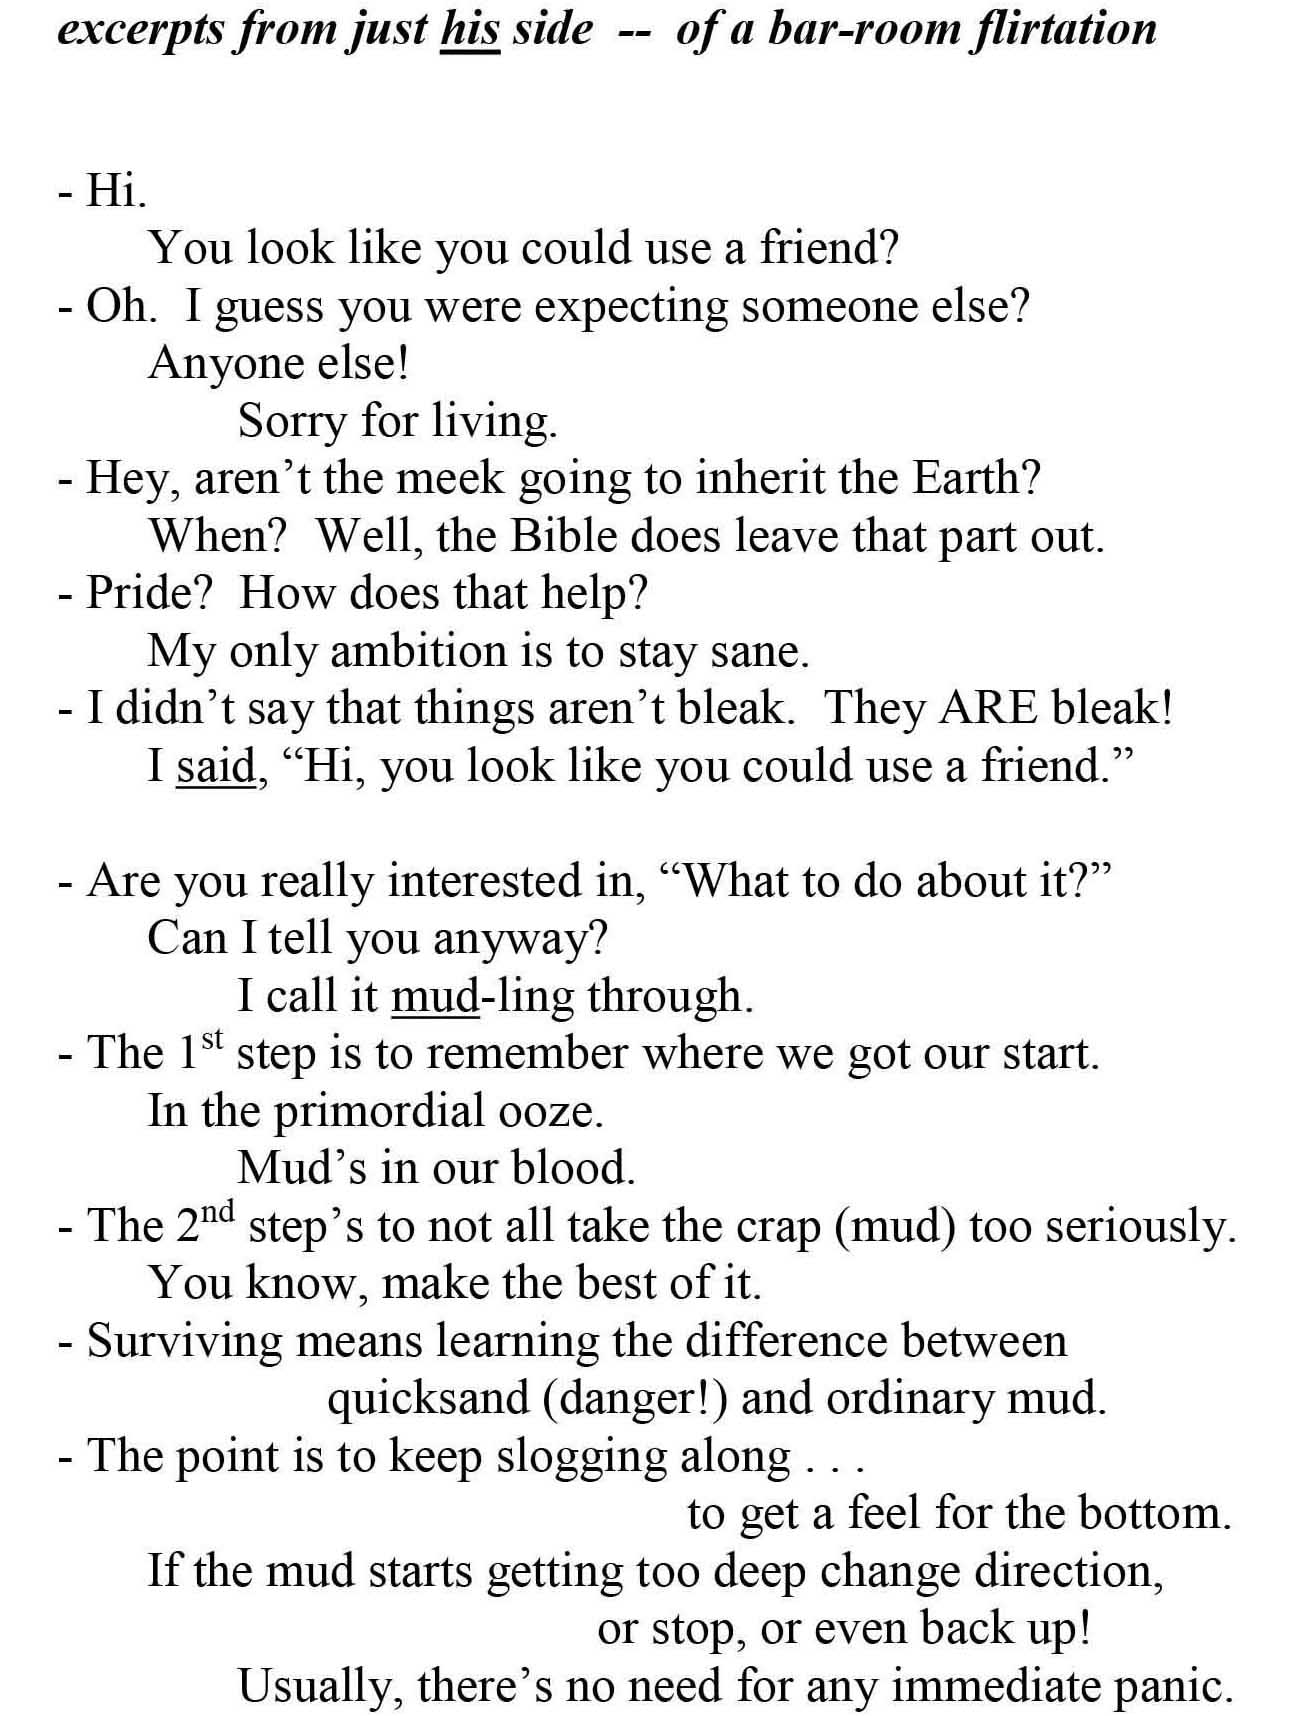 excerpts from just his side -- of a bar-room flirtation
- Hi.
You look like you could use a friend?
- Oh. I guess you were expecting someone else?
Anyone else!
Sorry for living.
- Hey, aren’t the meek going to inherit the Earth?
When? Well, the Bible does leave that part out.
- Pride? How does that help?
My only ambition is to stay sane.
- I didn’t say that things aren’t bleak. They ARE bleak!
I said, “Hi, you look like you could use a friend.”
- Are you really interested in, “What to do about it?”
Can I tell you anyway?
I call it mud-ling through.
- The 1st step is to remember where we got our start.
In the primordial ooze.
Mud’s in our blood.
- The 2nd step’s to not all take the crap (mud) too seriously.
You know, make the best of it.
- Surviving means learning the difference between
quicksand (danger!) and ordinary mud.
- The point is to keep slogging along . . .
to get a feel for the bottom.
If the mud starts getting too deep change direction,
or stop, or even back up!
Usually, there’s no need for any immediate panic.